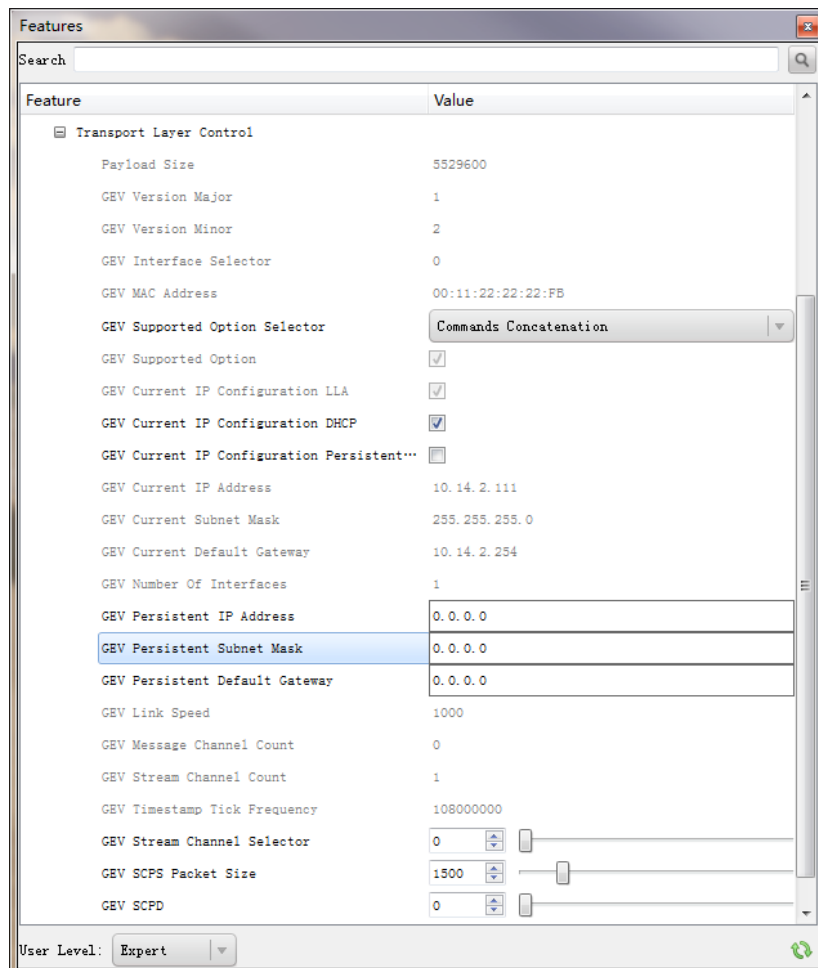 Features
Search
Feature Value
Transport Layer Control
Payload Size 5529600
GEV Version Major 1
GEV Version Minor 2
GEV Interface Selector 0
GEV MAC Address 00:11:22:22:22:FB
GEV Supported Option Selector Commands Concatenation
GEV Supported Option
GEV Current IP Configuration LLA
GEV Current IP Configuration DHCP
GEV Current IP Configuration Persistent···
GEV Current IP Address 10.14.2.111
GEV Current Subnet Mask 255.255.255.0
GEV Current Default Gateway 10.14.2.254
GEV Number Of Interfaces 1
GEV Persistent IP Address 0.0.0.0
GEV Persistent Subnet Mask 0.0.0.0
GEV Persistent Default Gateway 0.0.0.0
GEV Link Speed 1000
GEV Message Channel Count 0
GEV Stream Channel Count 1
GEV Timestamp Tick Frequency 108000000
GEV Stream Channel Selector 0
GEV SCPS Packet Size 1500
GEV SCPD 0
User Level: Expert